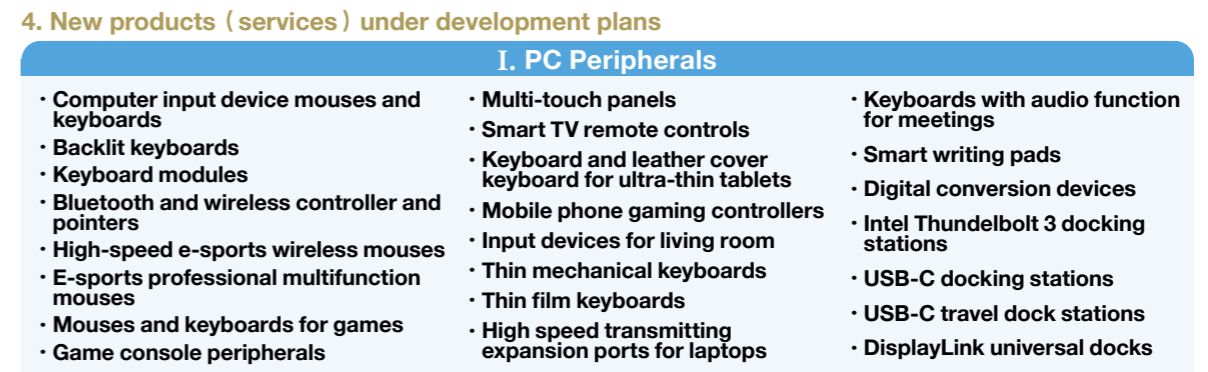 4. New products（services）under development plans
I. PC Peripherals
・Computer input device mouses and
keyboards
・Backlit keyboards
・Keyboard modules
・Bluetooth and wireless controller and
pointers
・High-speed e-sports wireless mouses
・E-sports professional multifunction
mouses
・Mouses and keyboards for games
・Game console peripherals
・Multi-touch panels
・Smart TV remote controls
・Keyboard and leather cover
keyboard for ultra-thin tablets
・Mobile phone gaming controllers
・Input devices for living room
・Thin mechanical keyboards
・Thin film keyboards
・High speed transmitting
expansion ports for laptops
・Keyboards with audio function
for meetings
・Smart writing pads
・Digital conversion devices
・Intel Thundelbolt 3 docking
stations
・USB-C docking stations
・USB-C travel dock stations
・DisplayLink universal docks